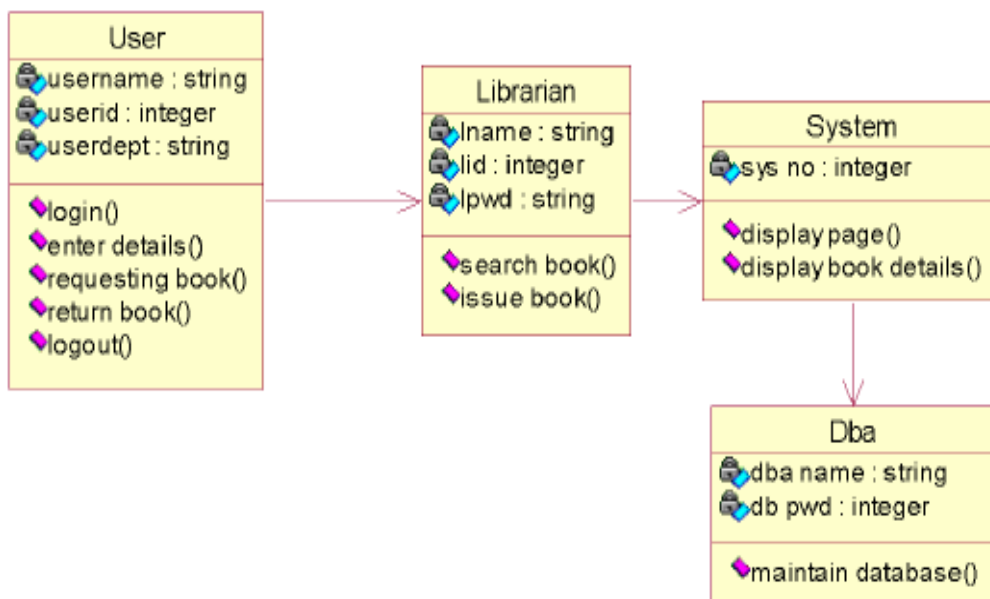 User
username : string
userid : integer
userdept : string
login()
enter details()
requesting book()
return book()
logout()
Librarian
lname : string
lid : integer
lpwd : string
search book()
issue book()
System
sys no : integer
display page()
display book details()
Dba
dba name : string
db pwd : integer
maintain database()